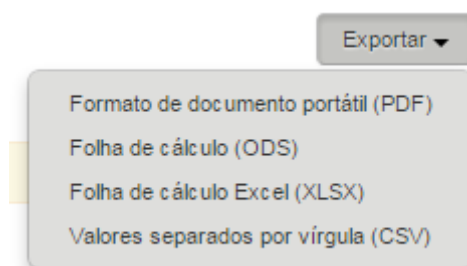 Exportar
Formato de documento portátil (PDF)
Folha de cálculo (ODS)
Folha de cálculo Excel (XLSX)
Valores separados por vírgula (CSV)